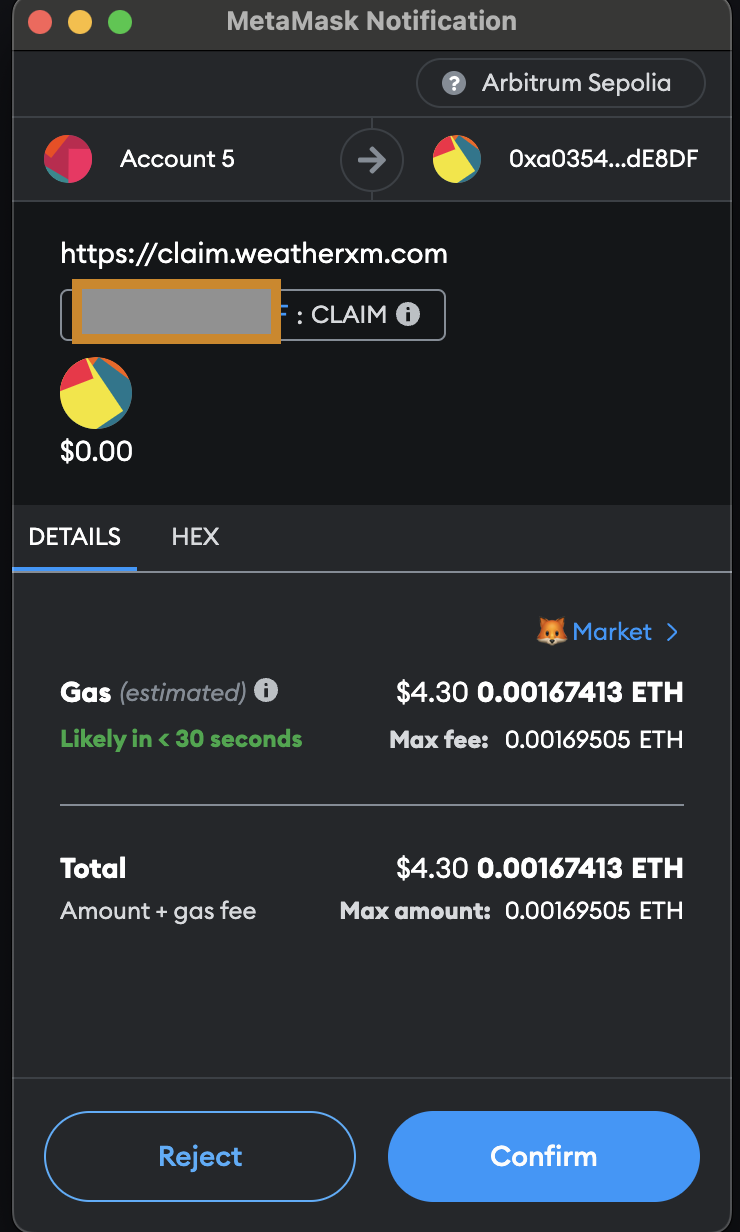 MetaMask Notification
? Arbitrum Sepolia
Account 5 0xa0354...dE8DF
https://claim.weatherxm.com
: CLAIM i
$0.00
DETAILS HEX
Market >
Gas (estimated) i $4.30 0.00167413 ETH
Likely in < 30 seconds Max fee: 0.00169505 ETH
Total $4.30 0.00167413 ETH
Amount + gas fee Max amount: 0.00169505 ETH
Reject Confirm